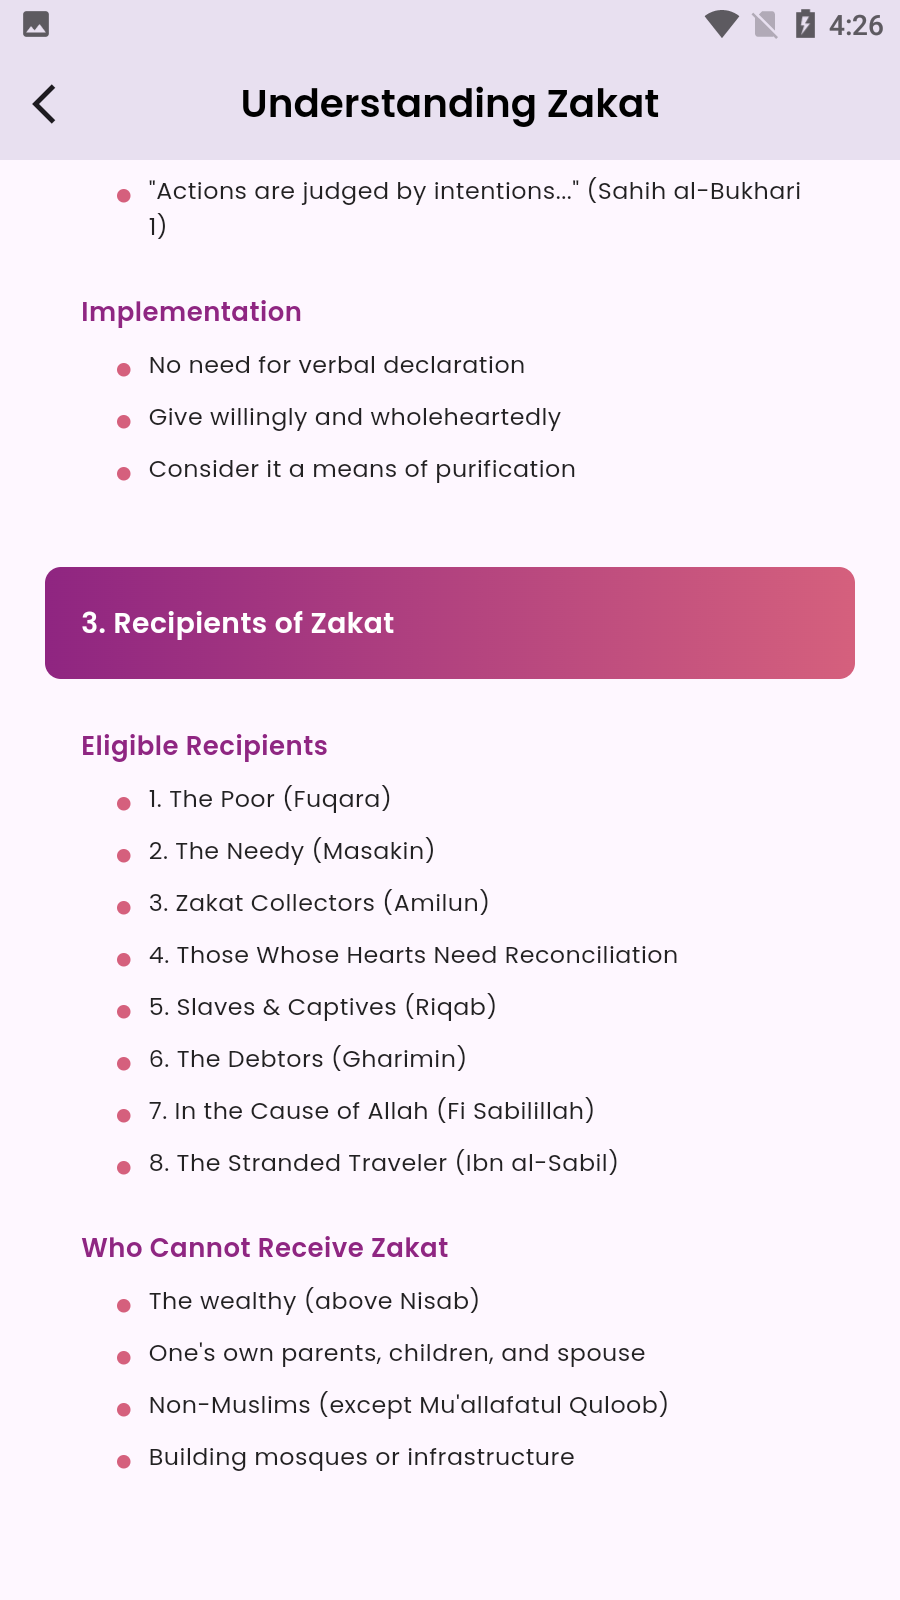 4:26
Understanding Zakat
"Actions are judged by intentions..." (Sahih al-Bukhari
1)
Implementation
No need for verbal declaration
Give willingly and wholeheartedly
Consider it a means of purification
3. Recipients of Zakat
Eligible Recipients
1. The Poor (Fuqara)
2. The Needy (Masakin)
3. Zakat Collectors (Amilun)
4. Those Whose Hearts Need Reconciliation
5. Slaves & Captives (Riqab)
6. The Debtors (Gharimin)
7. In the Cause of Allah (Fi Sabilillah)
8. The Stranded Traveler (Ibn al-Sabil)
Who Cannot Receive Zakat
The wealthy (above Nisab)
One's own parents, children, and spouse
Non-Muslims (except Mu'allafatul Quloob)
Building mosques or infrastructure